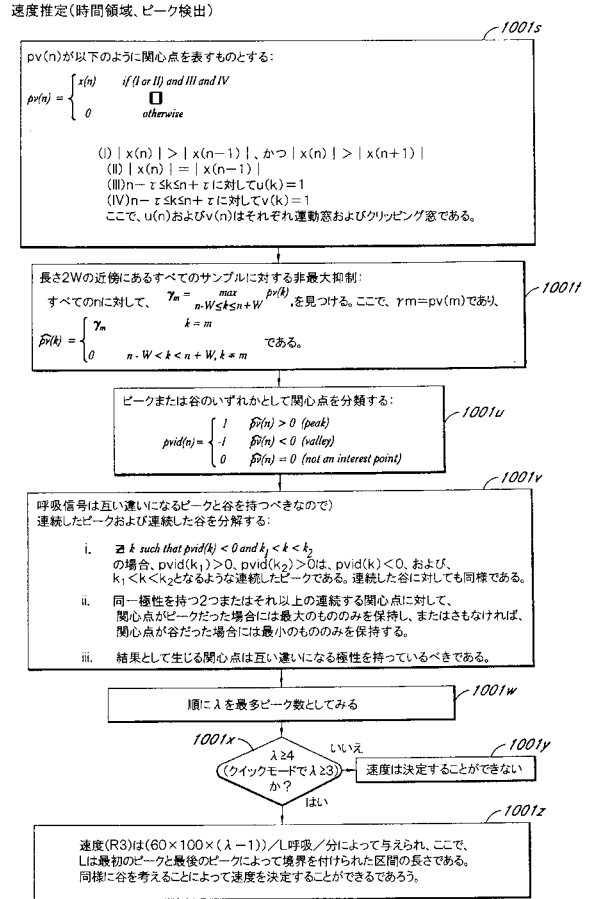 速度推定(時間領域、ピーク検出)
1001s
pv(n)が以下のように関心点を表すものとする:
pv(n) = { x(n) if (I or II) and III and IV
0 otherwise
(I) | x(n) | > | x(n−1) | 、かつ | x(n) | > | x(n+1) |
(II) | x(n) | = | x(n−1) |
(III)n− τ ≤k≤n+ τ に対してu(k)=1
(IV)n− τ ≤k≤n+ τ に対してv(k)=1
ここで、u(n)およびv(n)はそれぞれ運動窓およびクリッピング窓である。
1001t
長さ2Wの近傍にあるすべてのサンプルに対する非最大抑制:
すべてのnに対して、 γm = max n-W≤k≤n+W pv(k) ,を見つける。ここで、γm=pv(m)であり、
p̂v(k) = { γm k = m
0 n - W < k < n + W, k ≠ m
である。
1001u
ピークまたは谷のいずれかとして関心点を分類する:
pvid(n) = { 1 p̂v(n) > 0 (peak)
-1 p̂v(n) < 0 (valley)
0 p̂v(n) = 0 (not an interest point)
1001v
呼吸信号は互い違いになるピークと谷を持つべきなので)
連続したピークおよび連続した谷を分解する:
i. ∄ k such that pvid(k) < 0 and k1 < k < k2
の場合、pvid(k1)>0、pvid(k2)>0は、pvid(k)<0、および、
k1<k<k2となるような連続したピークである。連続した谷に対しても同様である。
ii. 同一極性を持つ2つまたはそれ以上の連続する関心点に対して、
関心点がピークだった場合には最大のもののみを保持し、またはさもなければ、
関心点が谷だった場合には最小のもののみを保持する。
iii. 結果として生じる関心点は互い違いになる極性を持っているべきである。
1001w
順にλを最多ピーク数としてみる
1001x
λ≥4
(クイックモードでλ≥3)
か?
いいえ
1001y
速度は決定することができない
はい
1001z
速度(R3)は(60×100×(λ−1))/L呼吸/分によって与えられ、ここで、
Lは最初のピークと最後のピークによって境界を付けられた区間の長さである。
同様に谷を考えることによって速度を決定することができるであろう。